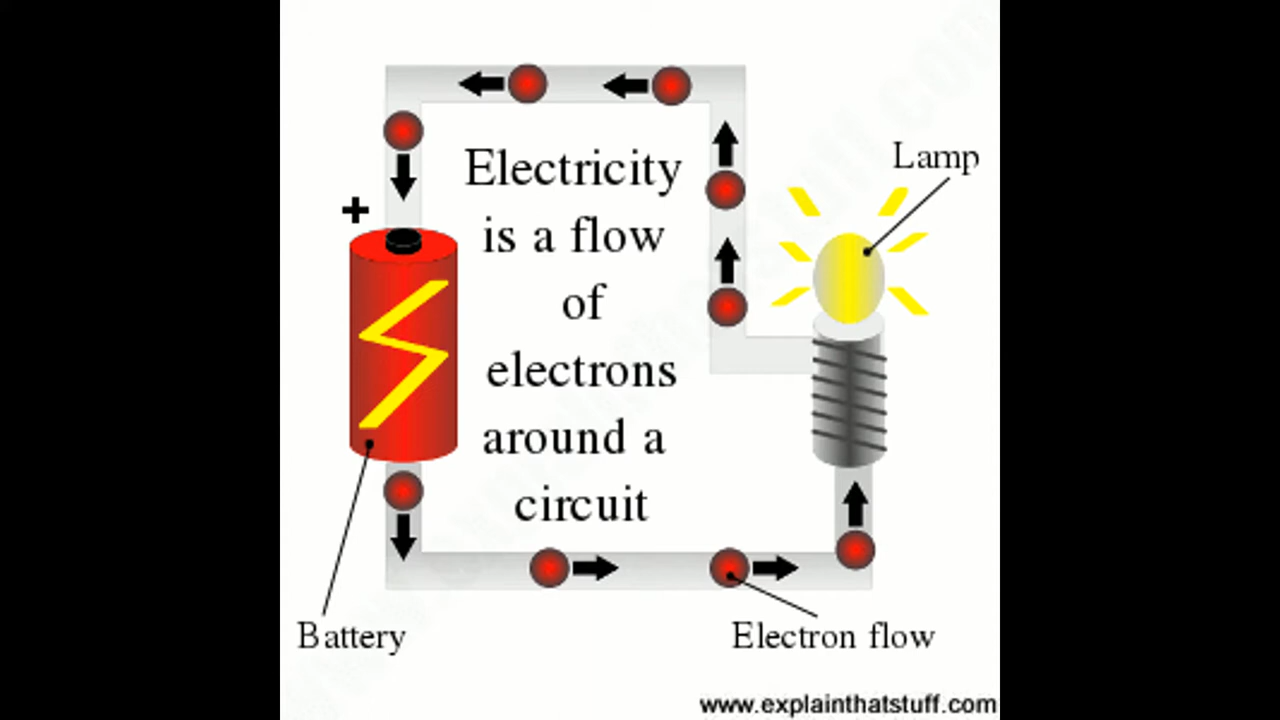 Electricity
is a flow
of
electrons
around a
circuit
Lamp
+
Battery
Electron flow
www.explainthatstuff.com